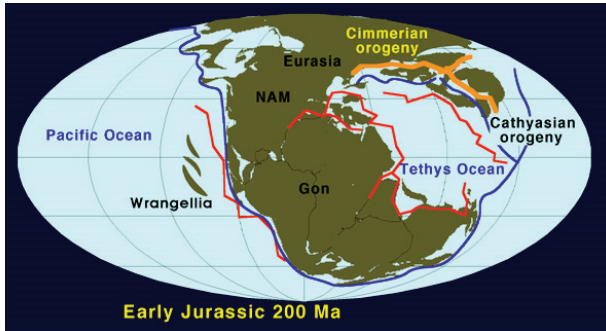 Cimmerian
orogeny
Eurasia
NAM
Cathyasian
orogeny
Pacific Ocean
Tethys Ocean
Gon
Wrangellia
Early Jurassic 200 Ma